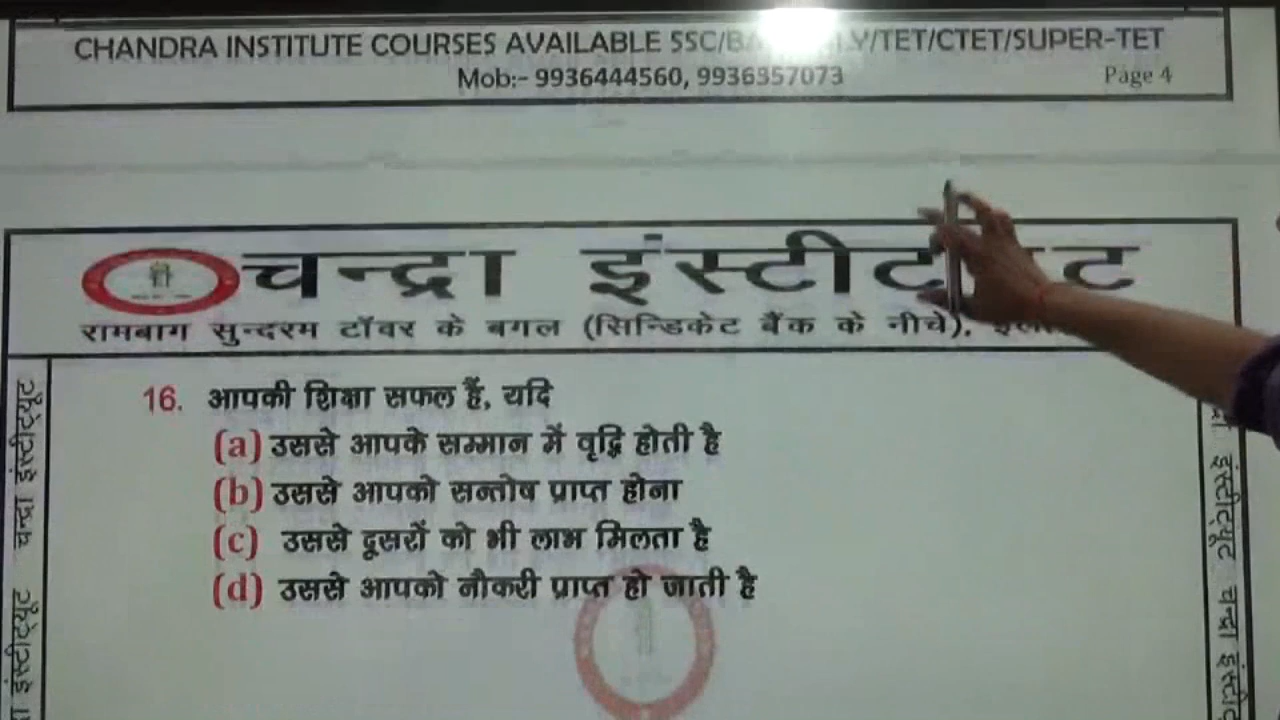 CHANDRA INSTITUTE COURSES AVAILABLE SSC/ /TET/CTET/SUPER-TET
Mob:- 9936444560, 9936357073
Page 4
चन्द्रा इंस्टीट्यूट
रामबाग सुन्दरम टॉवर के बगल (सिन्डिकेट बैंक के नीचे),
16. आपकी शिक्षा सफल हैं, यदि
(a) उससे आपके सम्मान में वृद्धि होती है
(b) उससे आपको सन्तोष प्राप्त होना
(c) उससे दूसरों को भी लाभ मिलता है
(d) उससे आपको नौकरी प्राप्त हो जाती है
चन्द्रा इंस्टीट्यूट
इंस्टीट्यूट
इंस्टीट्यूट चन्द्रा